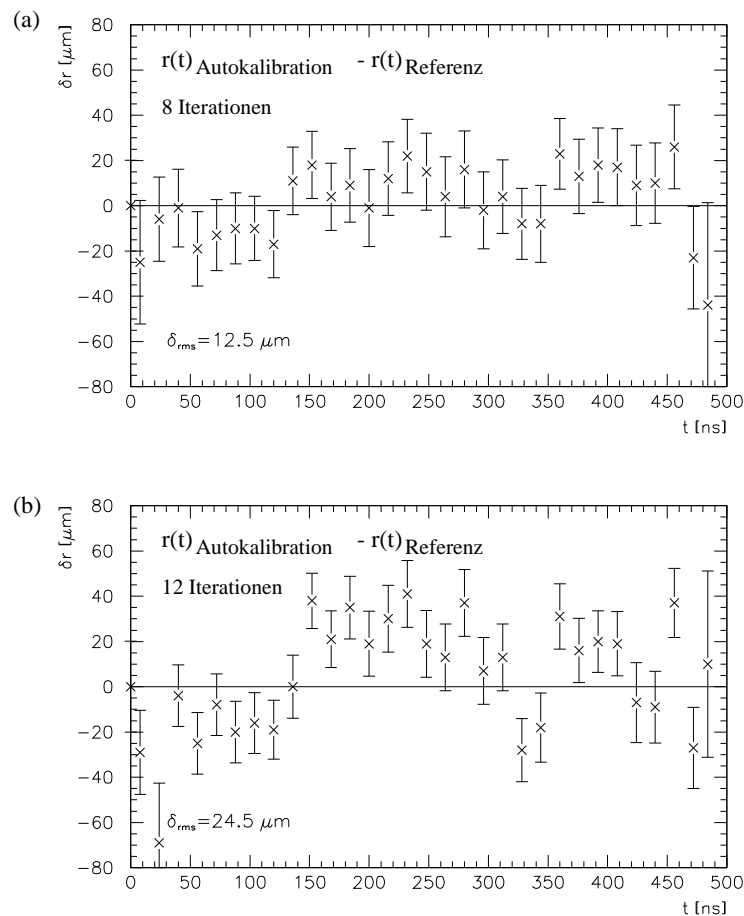 (a)
δr [μm]
80
60
40
20
0
−20
−40
−60
−80
r(t) Autokalibration - r(t) Referenz
8 Iterationen
δrms=12.5 μm
0 50 100 150 200 250 300 350 400 450 500
t [ns]
(b)
δr [μm]
80
60
40
20
0
−20
−40
−60
−80
r(t) Autokalibration - r(t) Referenz
12 Iterationen
δrms=24.5 μm
0 50 100 150 200 250 300 350 400 450 500
t [ns]